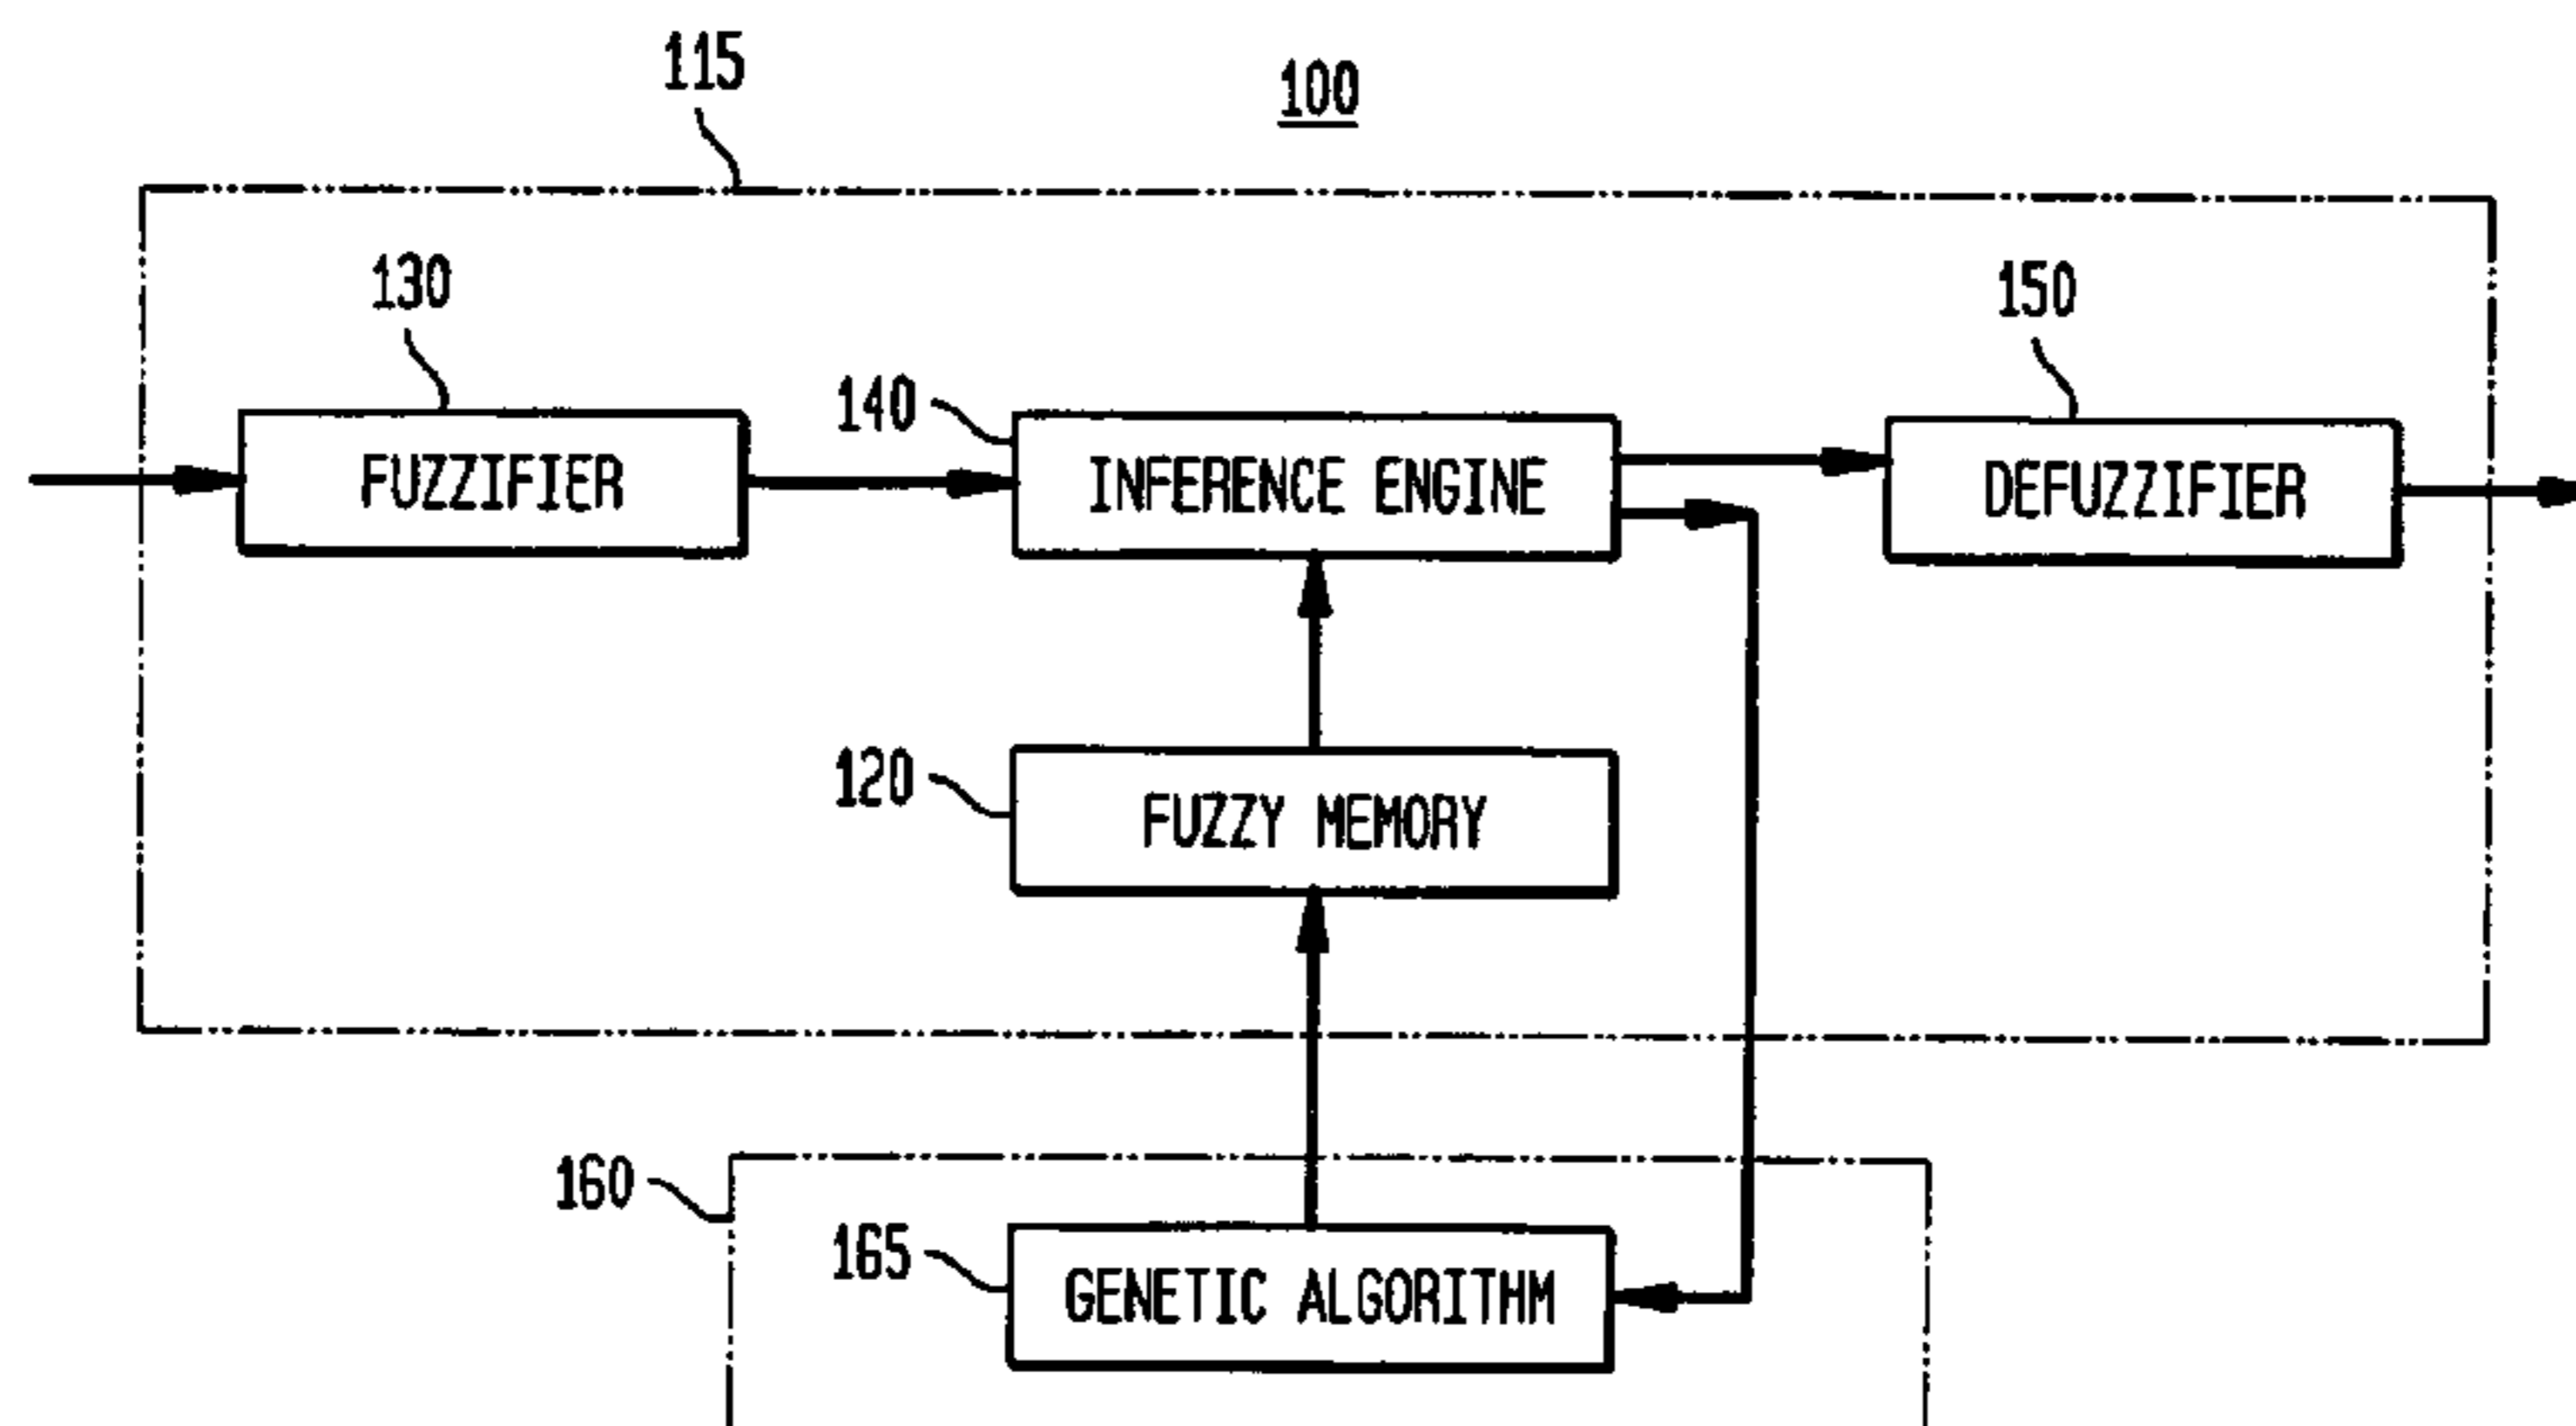 115
100
130
150
140
FUZZIFIER
INFERENCE ENGINE
DEFUZZIFIER
120
FUZZY MEMORY
160
165
GENETIC ALGORITHM